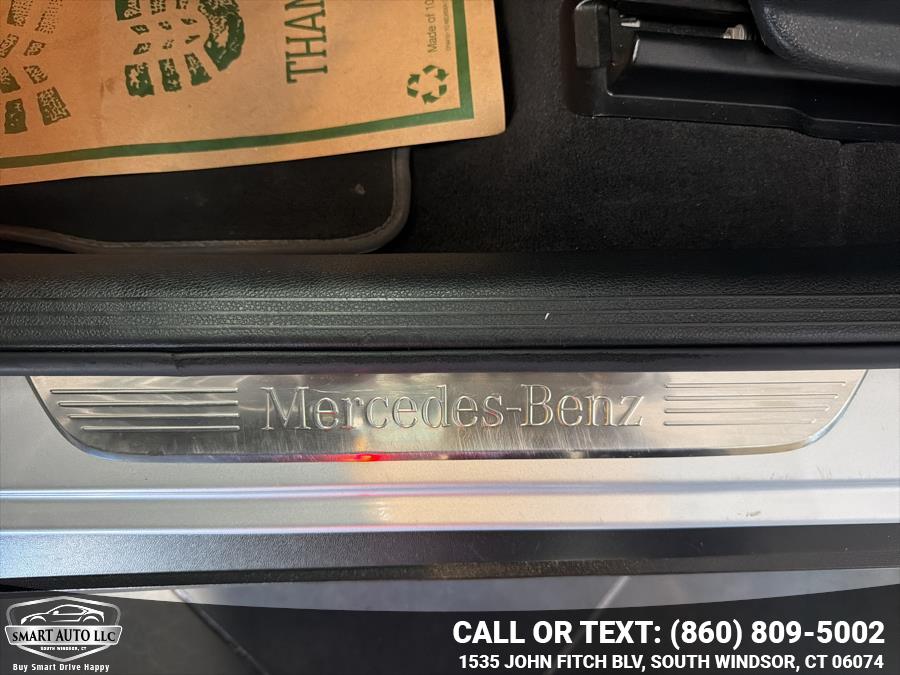 THAN
Made of 10
Mercedes-Benz
SMART AUTO LLC
SOUTH WINDSOR, CT
Buy Smart Drive Happy
CALL OR TEXT: (860) 809-5002
1535 JOHN FITCH BLV, SOUTH WINDSOR, CT 06074